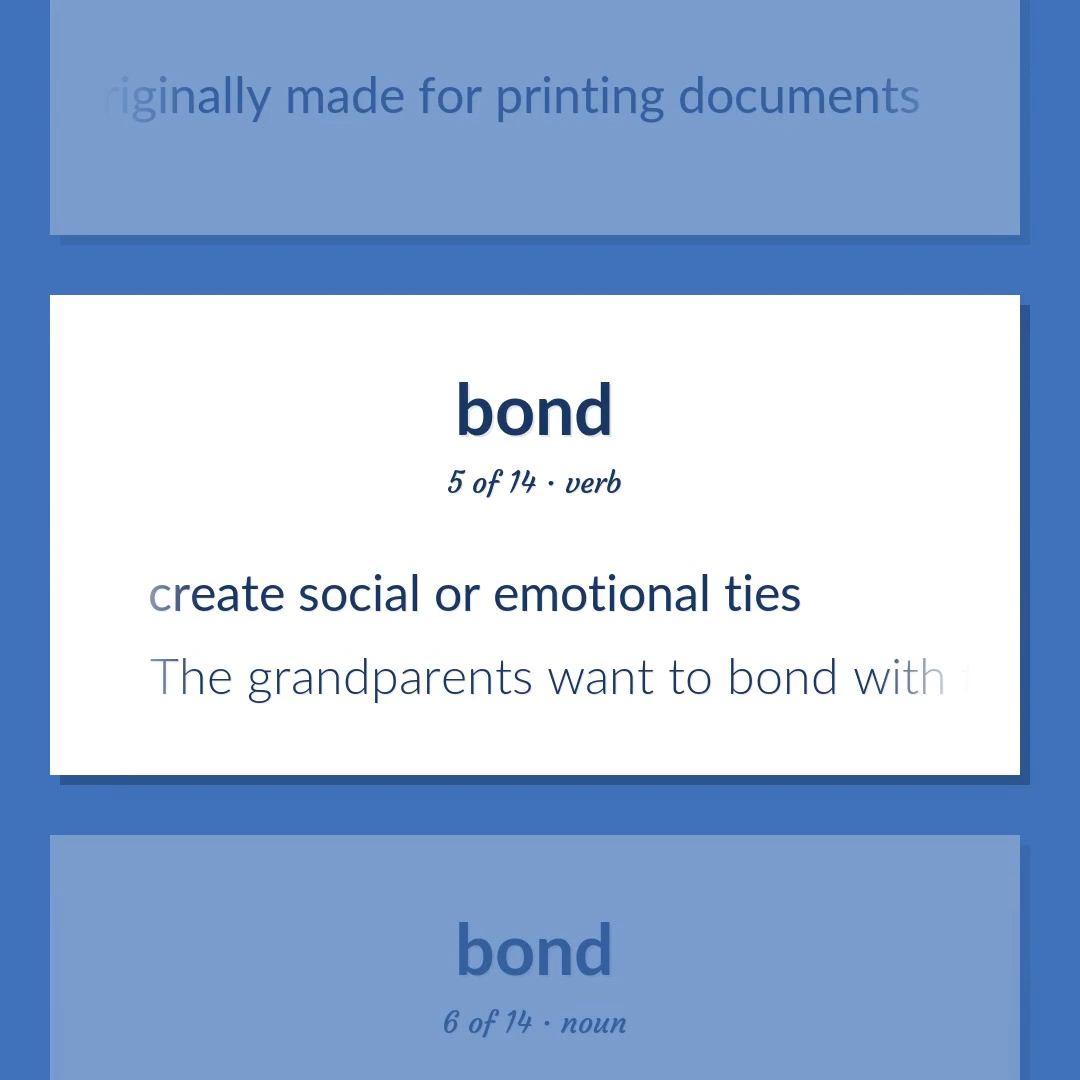 riginally made for printing documents
bond
5 of 14 · verb
create social or emotional ties
The grandparents want to bond with
bond
6 of 14 · noun